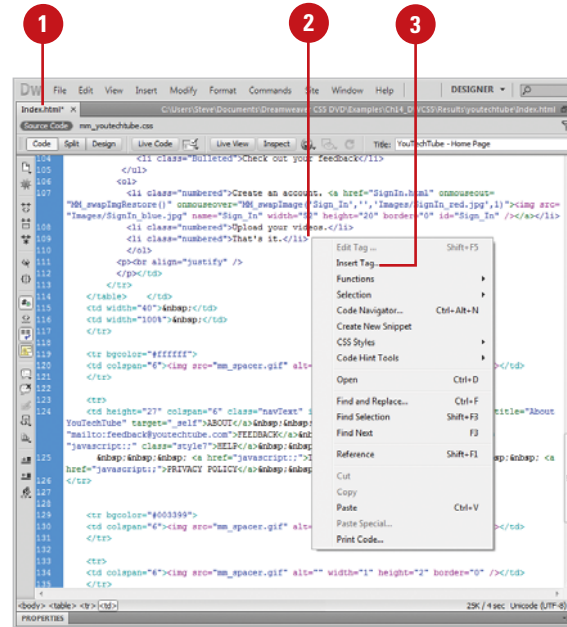 1
2
3
DW File Edit View Insert Modify Format Commands Site Window Help DESIGNER
Index.html* × C:\Users\Steve\Documents\Dreamweaver CSS DVD\Examples\Ch14_DWCSS\Results\youtechtube\Index.html
Source Code mm_youtechtube.css
Code Split Design Live Code Live View Inspect Title: YouTechTube - Home Page
104 <li class="Bulleted">Check out your feedback</li>
105 </ul>
106 <ol>
107 <li class="numbered">Create an account. <a href="SignIn.html" onmouseout=
"MM_swapImgRestore()" onmouseover="MM_swapImage('Sign_In','','Images/SignIn_red.jpg',1)"><img src=
"Images/SignIn_blue.jpg" name="Sign_In" width="52" height="20" border="0" id="Sign_In" /></a></li>
108 <li class="numbered">Upload your videos.</li>
109 <li class="numbered">That's it.</li>
110 </ol>
111 <p><br align="justify" />
112 </p></td>
113 </tr>
114 </table> </td>
115 <td width="40">&nbsp;</td>
116 <td width="100%">&nbsp;</td>
117 </tr>
118
119 <tr bgcolor="#ffffff">
120 <td colspan="6"><img src="mm_spacer.gif" alt= ></td>
121 </tr>
122
123 <tr>
124 <td height="27" colspan="6" class="navText" title="About
YouTechTube" target="_self">ABOUT</a>&nbsp;
"mailto:feedback@youtechtube.com">FEEDBACK</a>&nb
"javascript:;" class="style7">HELP</a>&nbsp;
125 &nbsp;&nbsp; <a href="javascript:;">T sp;&nbsp; <a
href="javascript:;">PRIVACY POLICY</a>&nbsp;&nbsp
126 </tr>
127
128
129 <tr bgcolor="#003399">
130 <td colspan="6"><img src="mm_spacer.gif" alt= ></td>
131 </tr>
132
133 <tr>
134 <td colspan="6"><img src="mm_spacer.gif" alt="" width="1" height="2" border="0" /></td>
135 </tr>
Edit Tag ... Shift+F5
Insert Tag...
Functions
Selection
Code Navigator... Ctrl+Alt+N
Create New Snippet
CSS Styles
Code Hint Tools
Open Ctrl+D
Find and Replace... Ctrl+F
Find Selection Shift+F3
Find Next F3
Reference Shift+F1
Cut
Copy
Paste Ctrl+V
Paste Special...
Print Code...
<body> <table> <tr> <td> 25K / 4 sec Unicode (UTF-8)
PROPERTIES